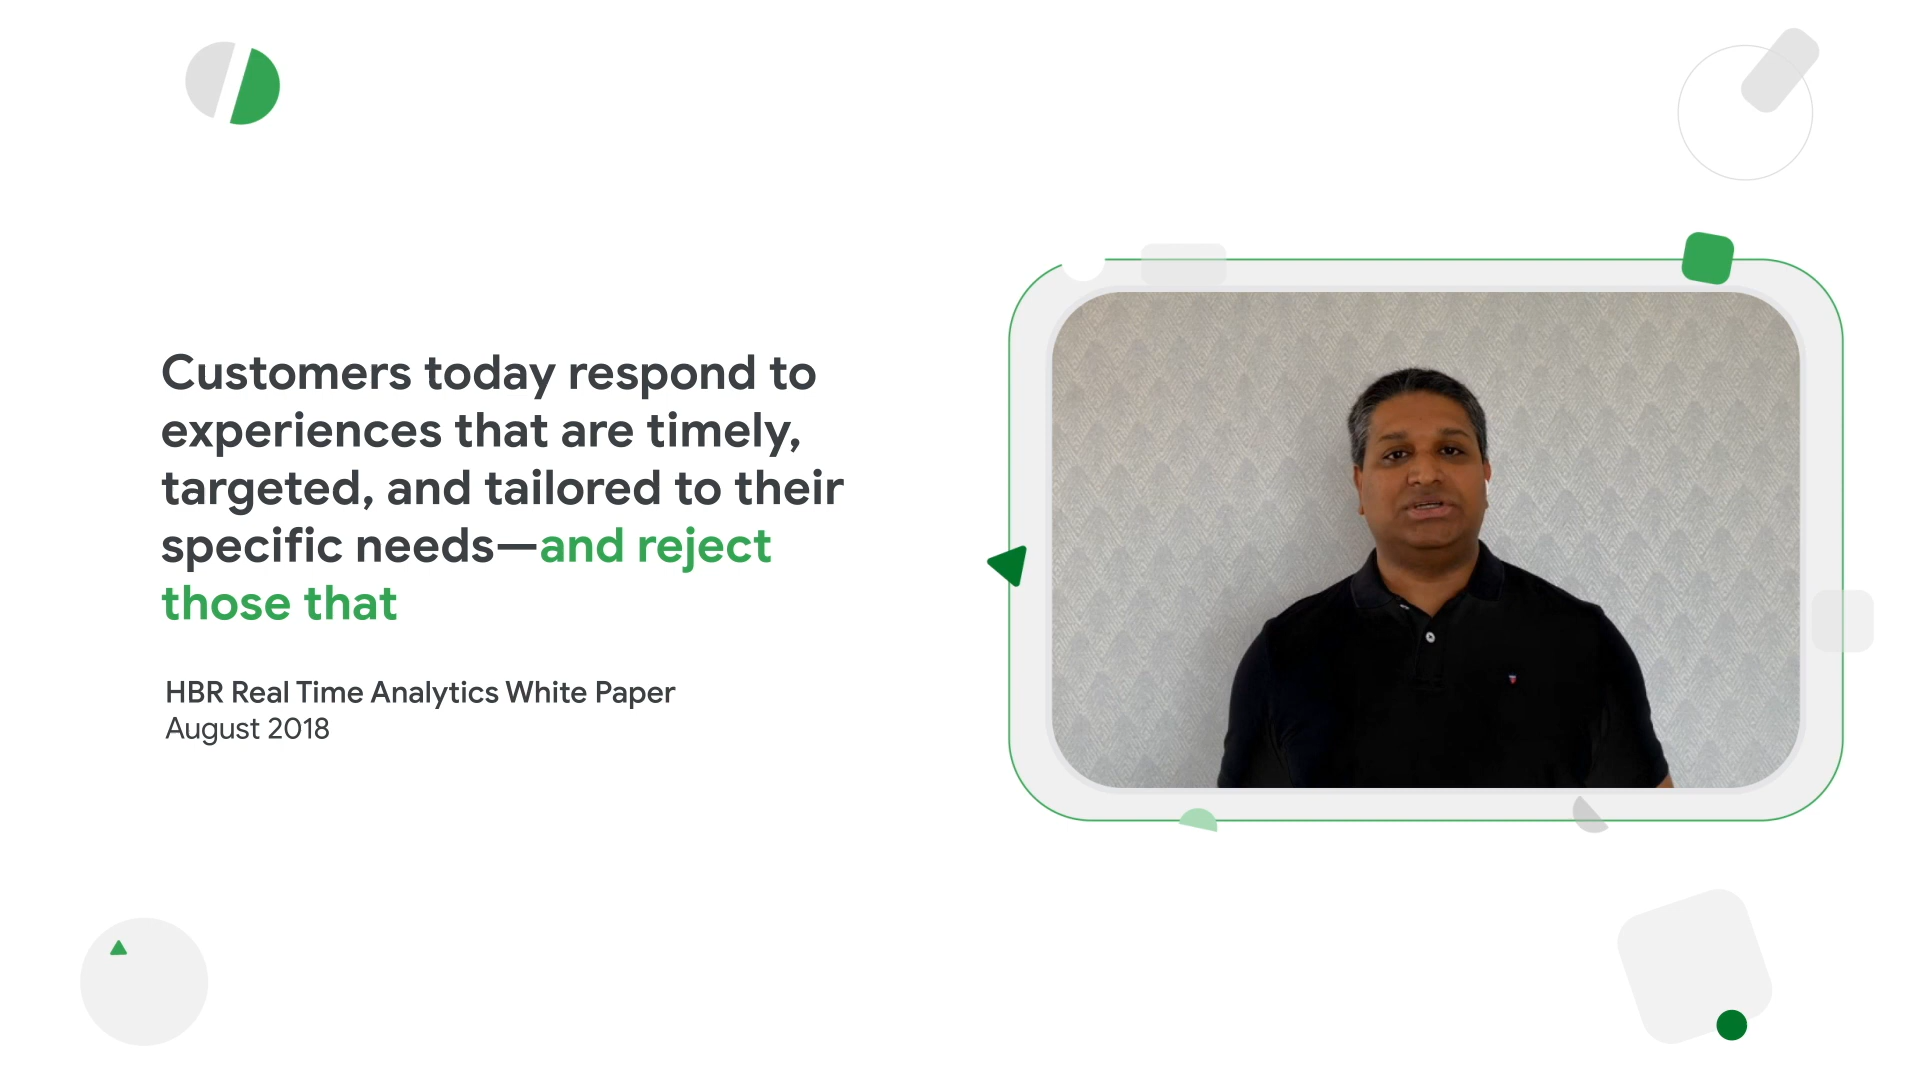 Customers today respond to
experiences that are timely,
targeted, and tailored to their
specific needs—and reject
those that
HBR Real Time Analytics White Paper
August 2018